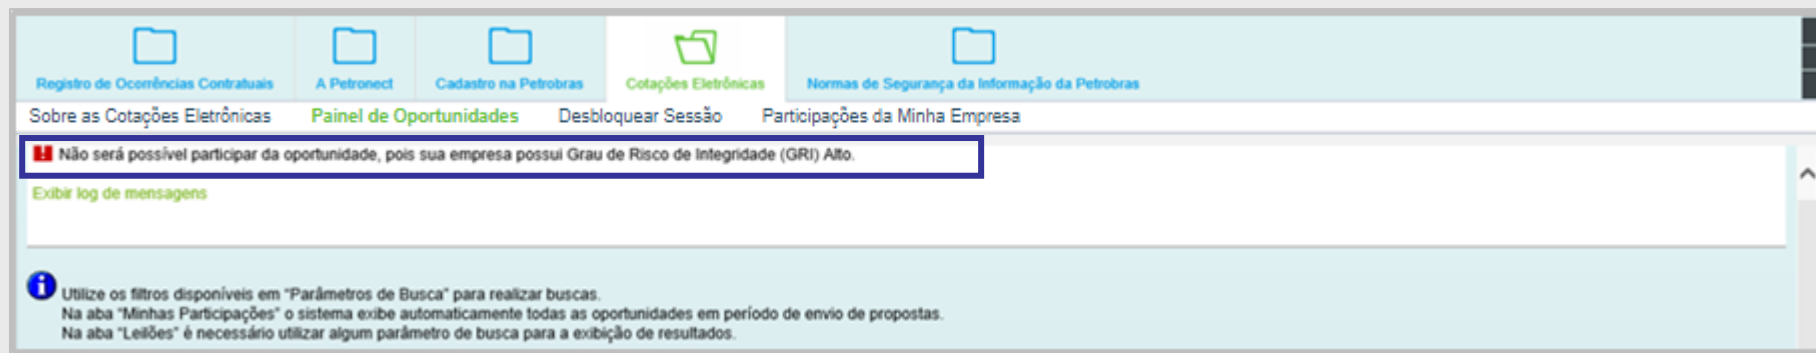 Registro de Ocorrências Contratuais
A Petronect
Cadastro na Petrobras
Cotações Eletrônicas
Normas de Segurança da Informação da Petrobras
Sobre as Cotações Eletrônicas
Painel de Oportunidades
Desbloquear Sessão
Participações da Minha Empresa
Não será possível participar da oportunidade, pois sua empresa possui Grau de Risco de Integridade (GRI) Alto.
Exibir log de mensagens
Utilize os filtros disponíveis em "Parâmetros de Busca" para realizar buscas.
Na aba "Minhas Participações" o sistema exibe automaticamente todas as oportunidades em período de envio de propostas.
Na aba "Leilões" é necessário utilizar algum parâmetro de busca para a exibição de resultados.